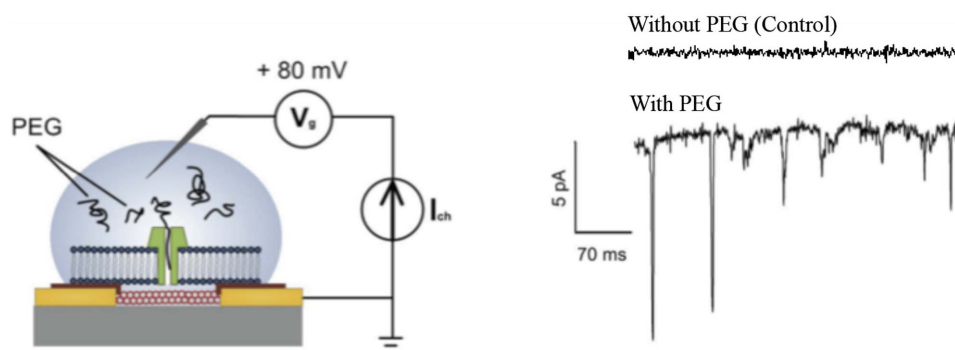 + 80 mV
PEG
Vg
Ich
Without PEG (Control)
With PEG
5 pA
70 ms